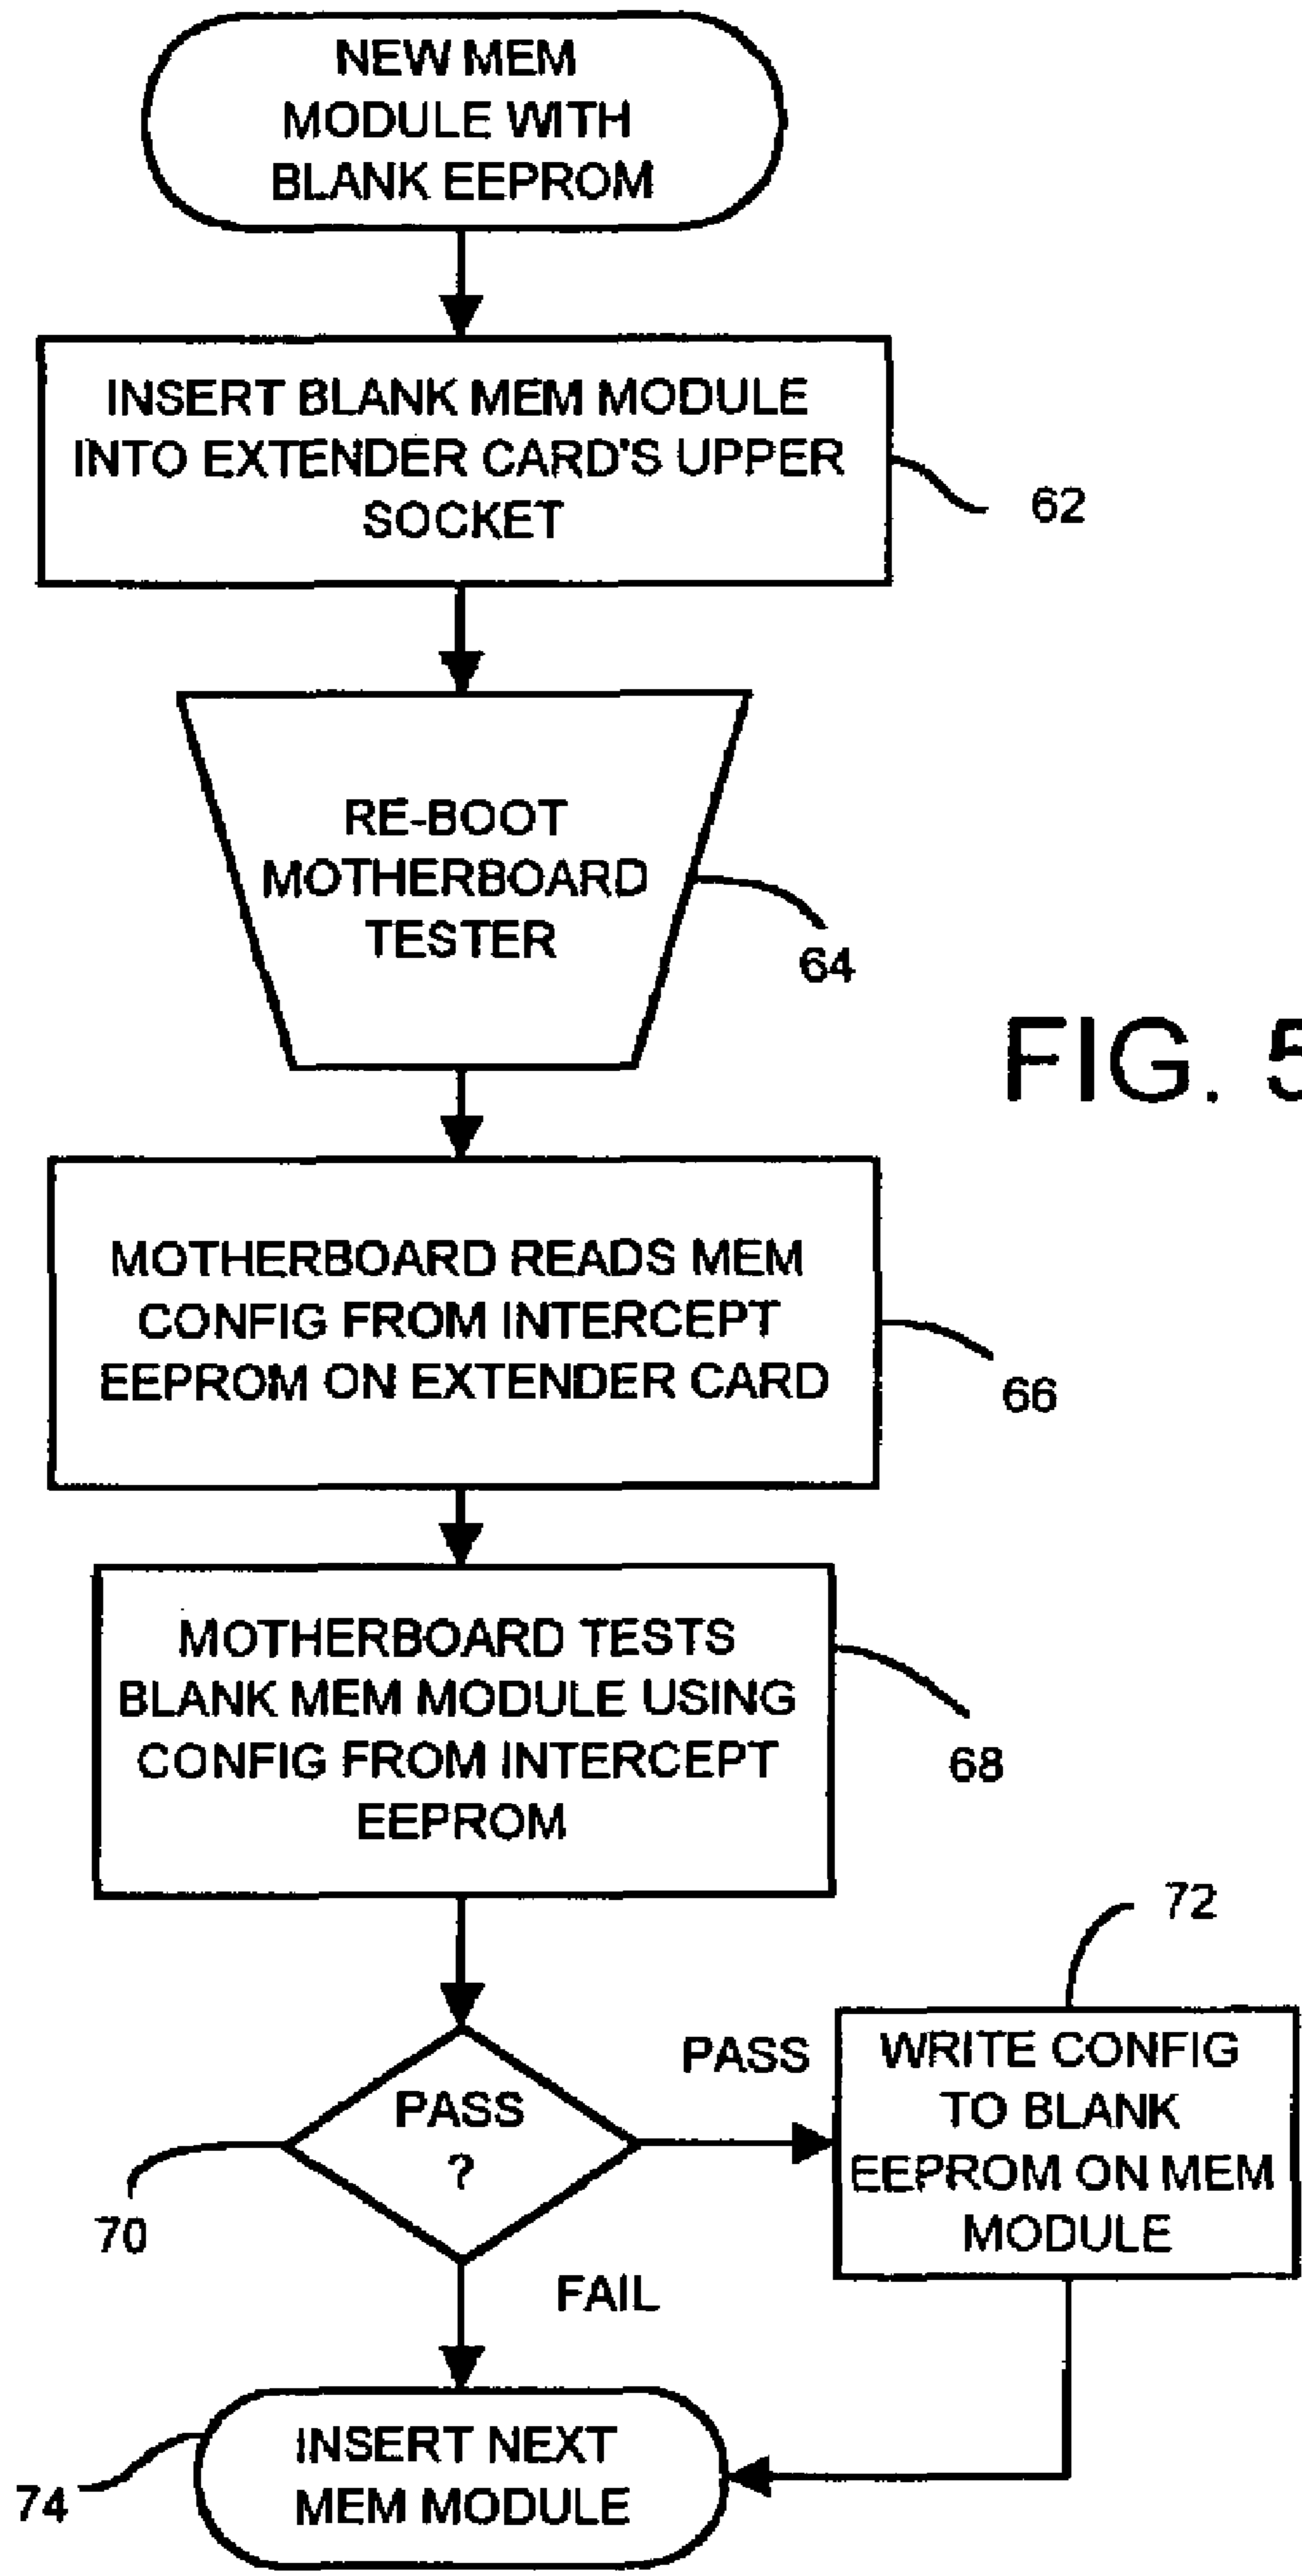 NEW MEM
MODULE WITH
BLANK EEPROM
INSERT BLANK MEM MODULE
INTO EXTENDER CARD'S UPPER
SOCKET
62
RE-BOOT
MOTHERBOARD
TESTER
64
FIG. 5
MOTHERBOARD READS MEM
CONFIG FROM INTERCEPT
EEPROM ON EXTENDER CARD
66
MOTHERBOARD TESTS
BLANK MEM MODULE USING
CONFIG FROM INTERCEPT
EEPROM
68
72
PASS
?
70
PASS
WRITE CONFIG
TO BLANK
EEPROM ON MEM
MODULE
FAIL
INSERT NEXT
MEM MODULE
74